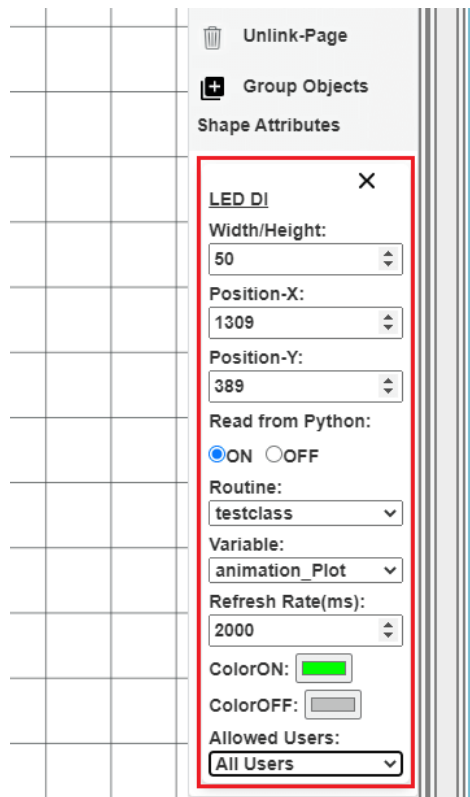 Unlink-Page
Group Objects
Shape Attributes
LED DI
Width/Height:
50
Position-X:
1309
Position-Y:
389
Read from Python:
ON OFF
Routine:
testclass
Variable:
animation_Plot
Refresh Rate(ms):
2000
ColorON:
ColorOFF:
Allowed Users:
All Users